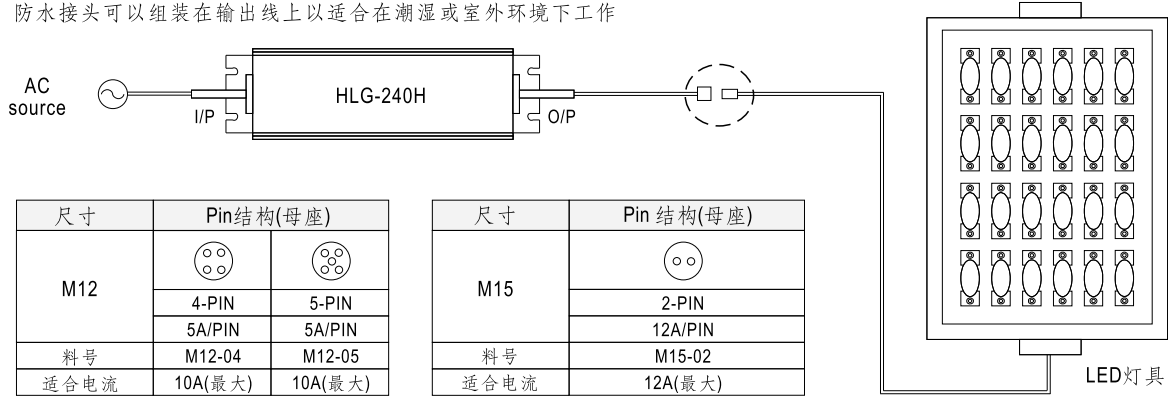 防水接头可以组装在输出线上以适合在潮湿或室外环境下工作
AC
source
I/P
HLG-240H
O/P
LED灯具
尺寸 Pin结构(母座)
M12
4-PIN 5-PIN
5A/PIN 5A/PIN
料号 M12-04 M12-05
适合电流 10A(最大) 10A(最大)
尺寸 Pin 结构(母座)
M15
2-PIN
12A/PIN
料号 M15-02
适合电流 12A(最大)